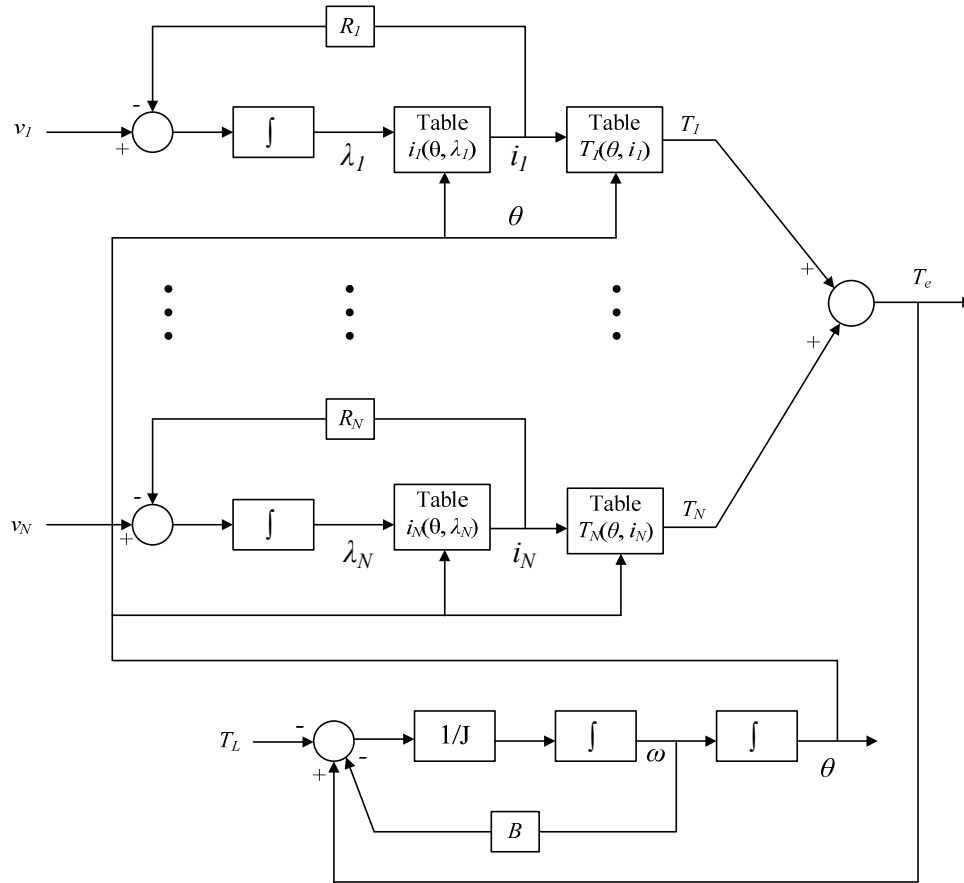 R1
-
v1
+
∫
λ1
Table
i1(θ, λ1)
i1
Table
T1(θ, i1)
T1
θ
+
Te
+
RN
-
vN
+
∫
λN
Table
iN(θ, λN)
iN
Table
TN(θ, iN)
TN
-
TL
+
-
1/J
∫
ω
∫
θ
B